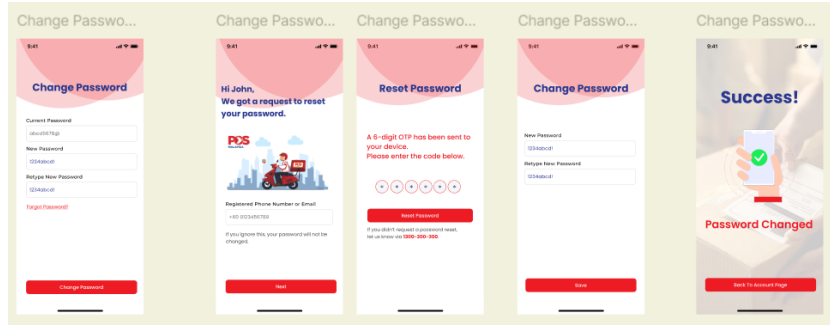 Change Passwo...
9:41
Change Password
Current Password
abcd5678@
New Password
1234abcd!
Retype New Password
1234abcd!
Forgot Password?
Change Password
Change Passwo...
9:41
Hi John,
We got a request to reset
your password.
POS
MALAYSIA
Registered Phone Number or Email
+60 0123456789
If you ignore this, your password will not be
changed.
Next
Change Passwo...
9:41
Reset Password
A 6-digit OTP has been sent to
your device.
Please enter the code below.
Reset Password
If you didn't request a password reset,
let us know via 1300-300-300.
Change Passwo...
9:41
Change Password
New Password
1234abcd!
Retype New Password
1234abcd!
Save
Change Passwo...
9:41
Success!
Password Changed
Back To Account Page